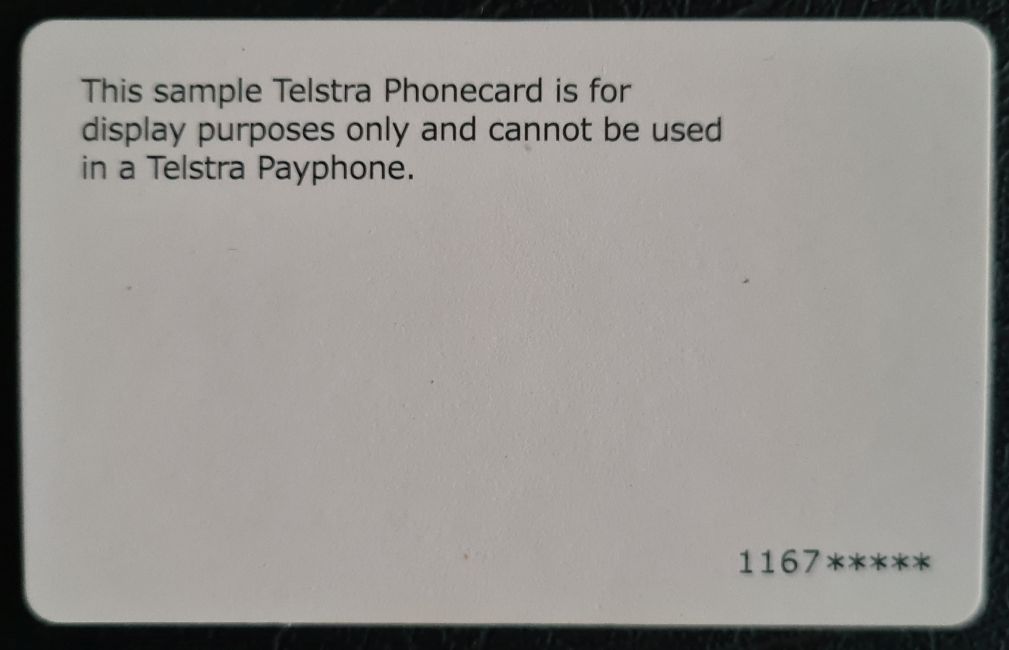 This sample Telstra Phonecard is for
display purposes only and cannot be used
in a Telstra Payphone.
1167*****